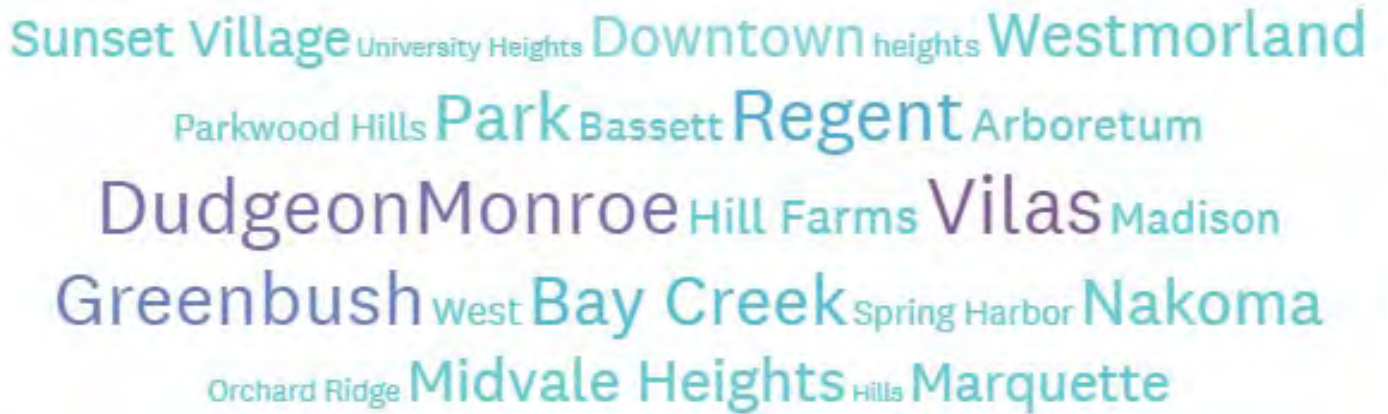 Sunset Village University Heights Downtown heights Westmorland
Parkwood Hills Park Bassett Regent Arboretum
DudgeonMonroe Hill Farms Vilas Madison
Greenbush West Bay Creek Spring Harbor Nakoma
Orchard Ridge Midvale Heights Hills Marquette